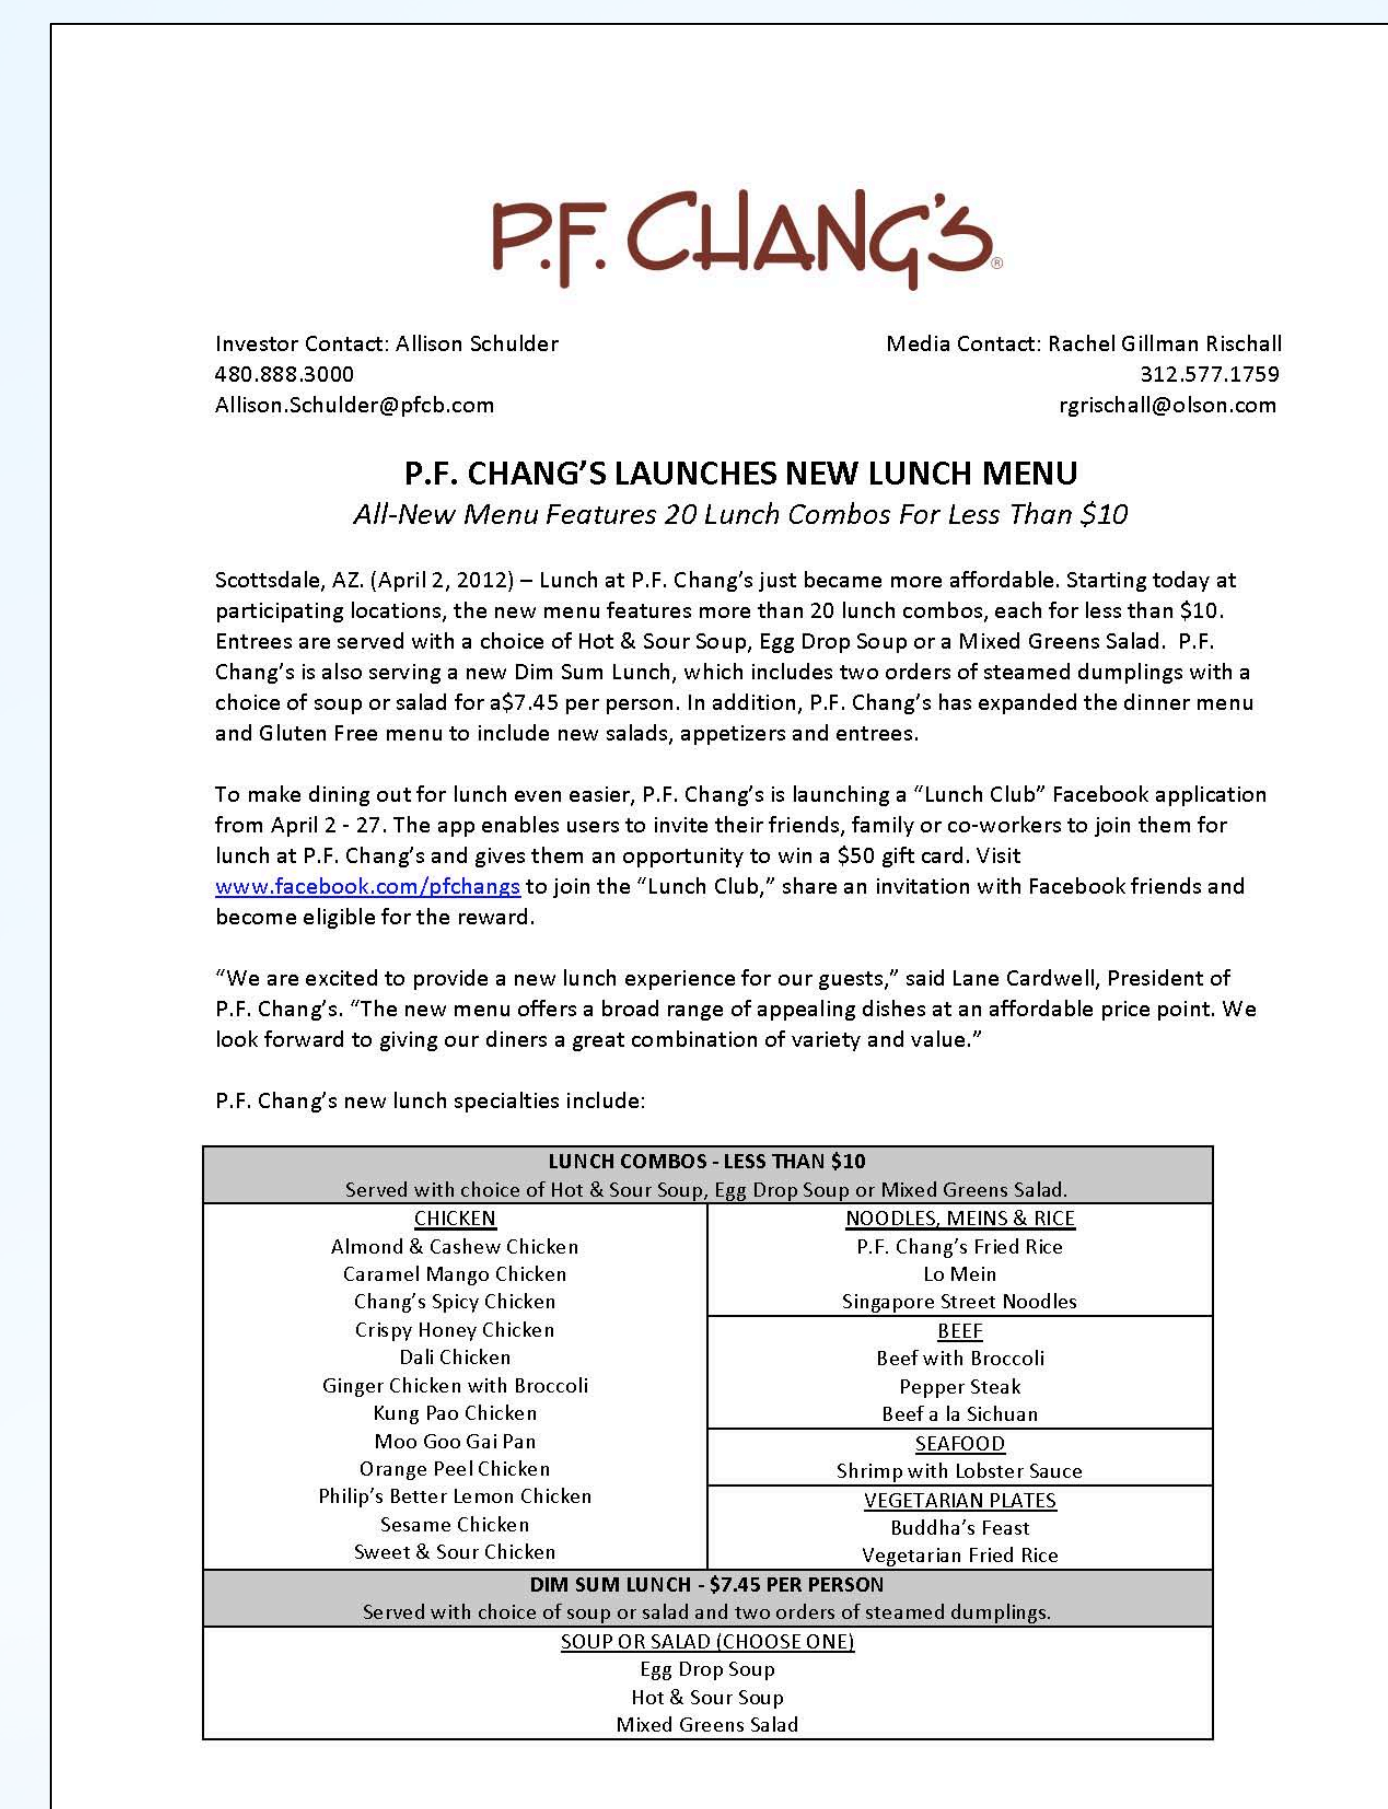 P.F. CHANG'S®
Investor Contact: Allison Schulder
480.888.3000
Allison.Schulder@pfcb.com
Media Contact: Rachel Gillman Rischall
312.577.1759
rgrischall@olson.com
P.F. CHANG’S LAUNCHES NEW LUNCH MENU
All-New Menu Features 20 Lunch Combos For Less Than $10
Scottsdale, AZ. (April 2, 2012) – Lunch at P.F. Chang’s just became more affordable. Starting today at
participating locations, the new menu features more than 20 lunch combos, each for less than $10.
Entrees are served with a choice of Hot & Sour Soup, Egg Drop Soup or a Mixed Greens Salad.  P.F.
Chang’s is also serving a new Dim Sum Lunch, which includes two orders of steamed dumplings with a
choice of soup or salad for a$7.45 per person. In addition, P.F. Chang’s has expanded the dinner menu
and Gluten Free menu to include new salads, appetizers and entrees.
To make dining out for lunch even easier, P.F. Chang’s is launching a “Lunch Club” Facebook application
from April 2 - 27. The app enables users to invite their friends, family or co-workers to join them for
lunch at P.F. Chang’s and gives them an opportunity to win a $50 gift card. Visit
www.facebook.com/pfchangs to join the “Lunch Club,” share an invitation with Facebook friends and
become eligible for the reward.
“We are excited to provide a new lunch experience for our guests,” said Lane Cardwell, President of
P.F. Chang’s. “The new menu offers a broad range of appealing dishes at an affordable price point. We
look forward to giving our diners a great combination of variety and value.”
P.F. Chang’s new lunch specialties include:
LUNCH COMBOS - LESS THAN $10
Served with choice of Hot & Sour Soup, Egg Drop Soup or Mixed Greens Salad.
CHICKEN
Almond & Cashew Chicken
Caramel Mango Chicken
Chang’s Spicy Chicken
Crispy Honey Chicken
Dali Chicken
Ginger Chicken with Broccoli
Kung Pao Chicken
Moo Goo Gai Pan
Orange Peel Chicken
Philip’s Better Lemon Chicken
Sesame Chicken
Sweet & Sour Chicken
NOODLES, MEINS & RICE
P.F. Chang’s Fried Rice
Lo Mein
Singapore Street Noodles
BEEF
Beef with Broccoli
Pepper Steak
Beef a la Sichuan
SEAFOOD
Shrimp with Lobster Sauce
VEGETARIAN PLATES
Buddha’s Feast
Vegetarian Fried Rice
DIM SUM LUNCH - $7.45 PER PERSON
Served with choice of soup or salad and two orders of steamed dumplings.
SOUP OR SALAD (CHOOSE ONE)
Egg Drop Soup
Hot & Sour Soup
Mixed Greens Salad